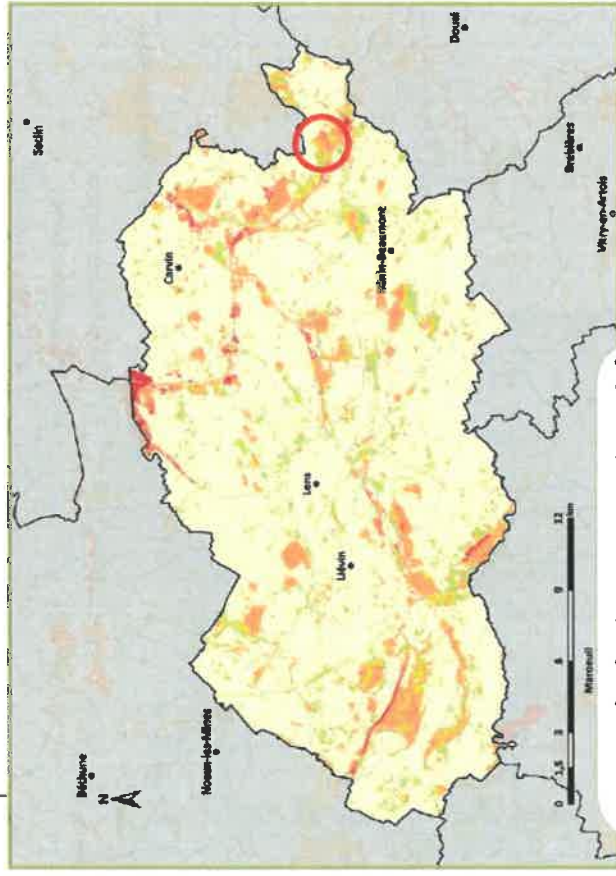 Seclin
Douai
Carvin
Brebières
Vitry-en-Artois
Hénin-Beaumont
Lens
Liévin
Béthune
N
Noeux-les-Mines
Maroeuil
0 1,5 3 6 9 12
km